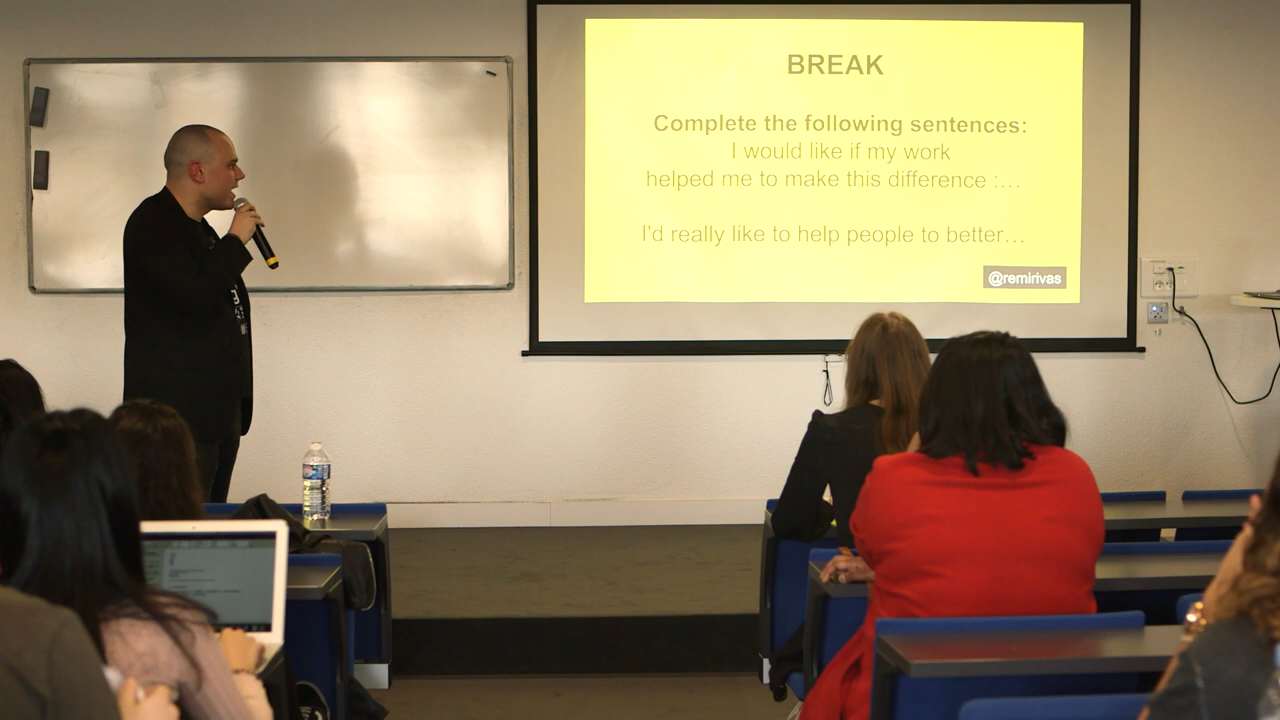 BREAK
Complete the following sentences:
I would like if my work
helped me to make this difference :...
I'd really like to help people to better...
@remirivas